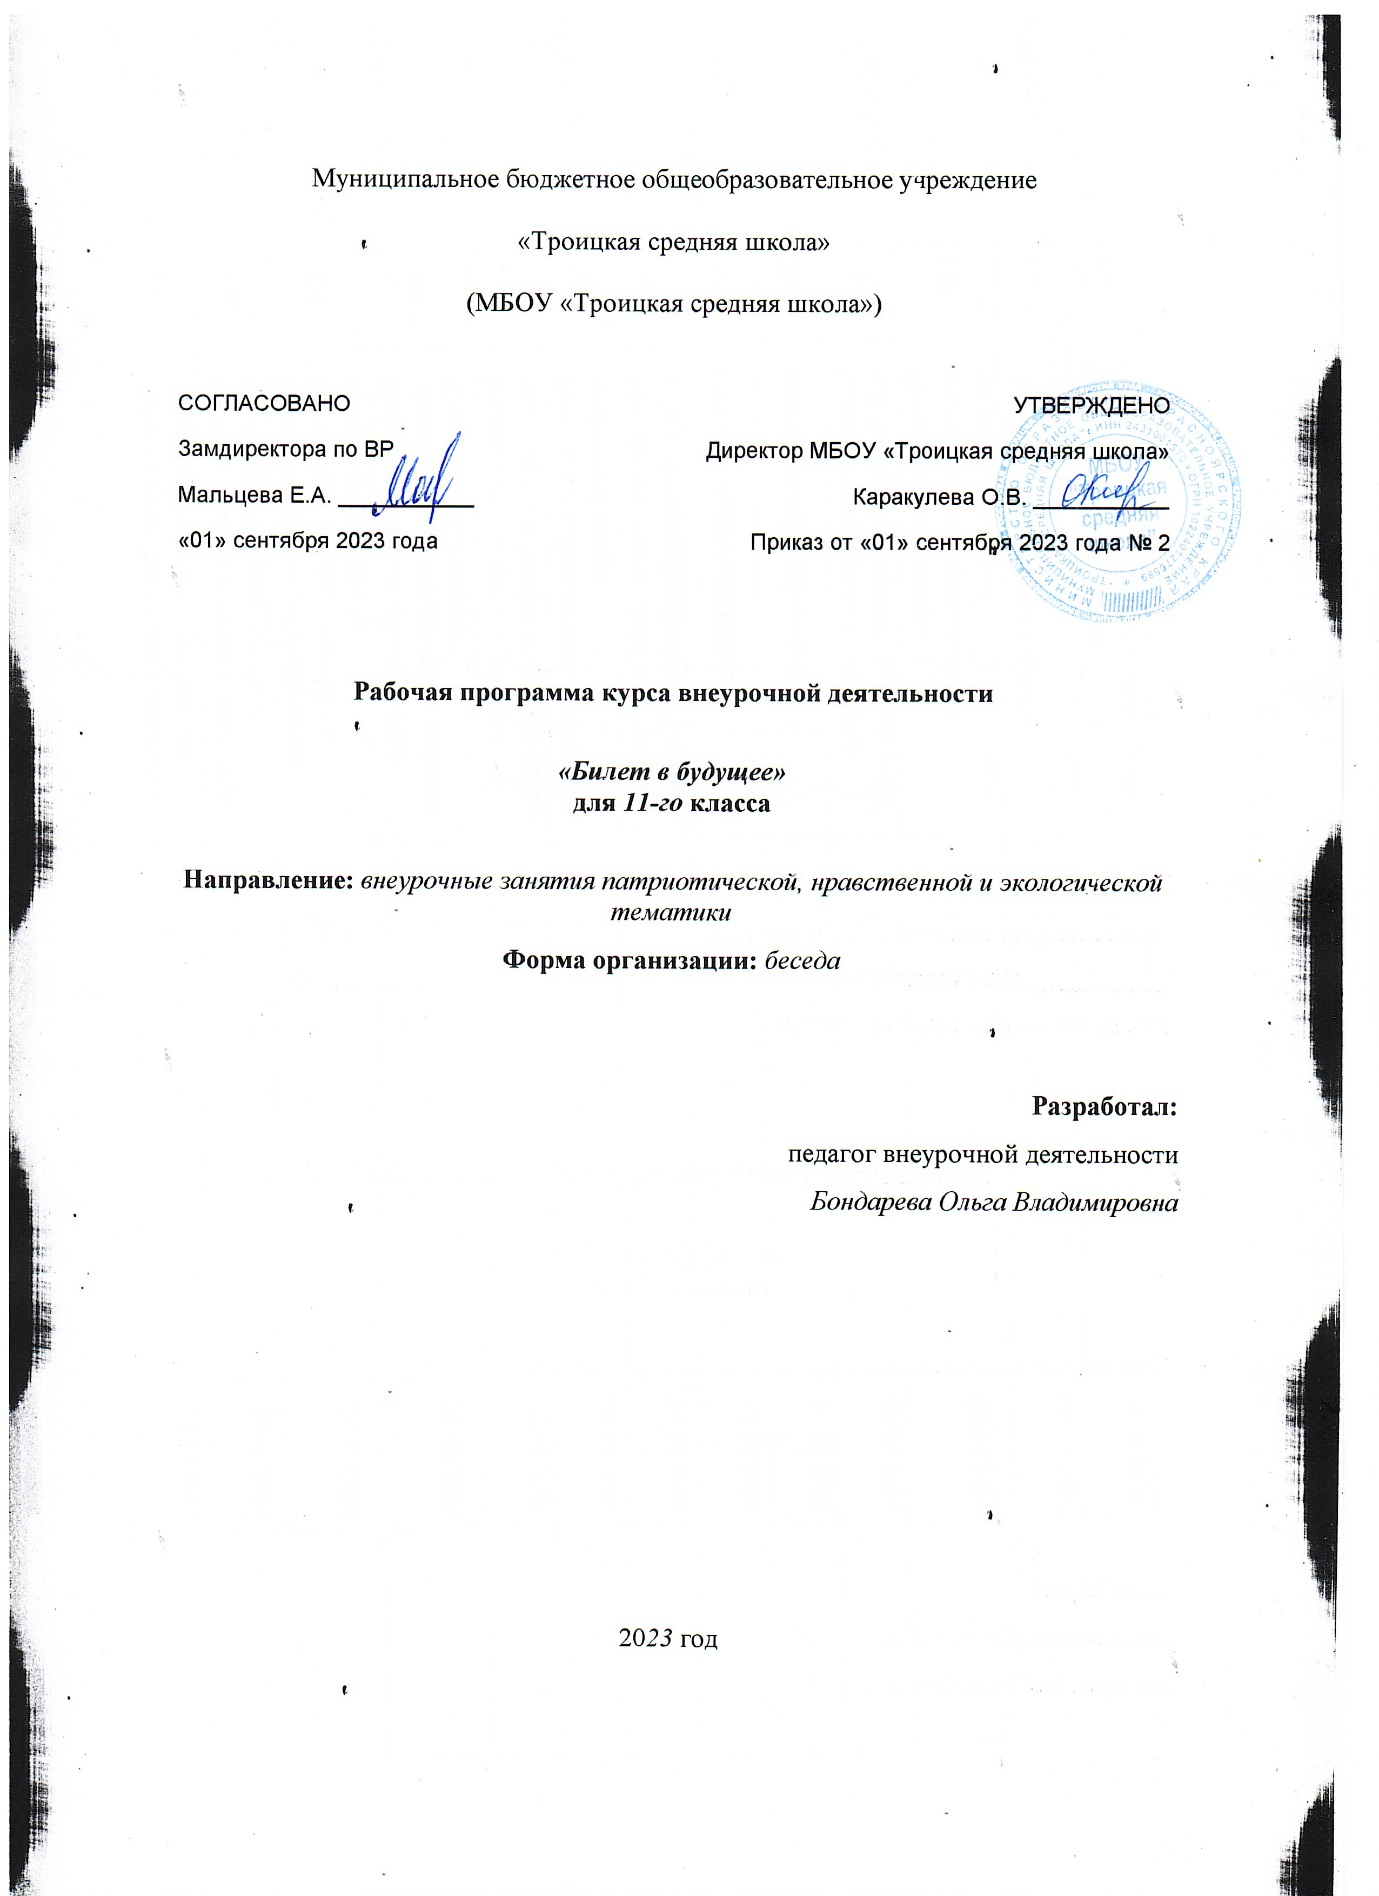 Муниципальное бюджетное общеобразовательное учреждение
«Троицкая средняя школа»
(МБОУ «Троицкая средняя школа»)
СОГЛАСОВАНО
Замдиректора по ВР
Мальцева Е.А.
«01» сентября 2023 года
УТВЕРЖДЕНО
Директор МБОУ «Троицкая средняя школа»
Каракулева О.В.
Приказ от «01» сентября 2023 года № 2
МБОУ
средняя
Рабочая программа курса внеурочной деятельности
«Билет в будущее»
для 11-го класса
Направление: внеурочные занятия патриотической, нравственной и экологической
тематики
Форма организации: беседа
Разработал:
педагог внеурочной деятельности
Бондарева Ольга Владимировна
2023 год